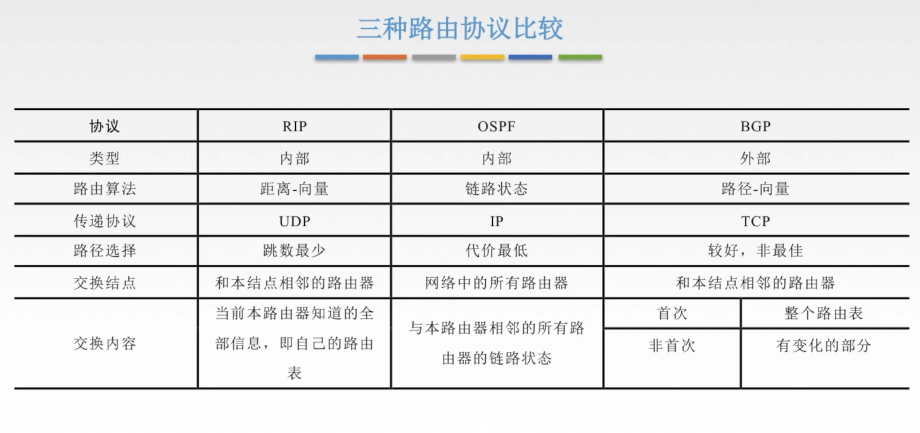 三种路由协议比较
协议 RIP OSPF BGP
类型 内部 内部 外部
路由算法 距离-向量 链路状态 路径-向量
传递协议 UDP IP TCP
路径选择 跳数最少 代价最低 较好，非最佳
交换结点 和本结点相邻的路由器 网络中的所有路由器 和本结点相邻的路由器
交换内容
当前本路由器知道的全
部信息，即自己的路由
表
与本路由器相邻的所有路
由器的链路状态
首次 整个路由表
非首次 有变化的部分